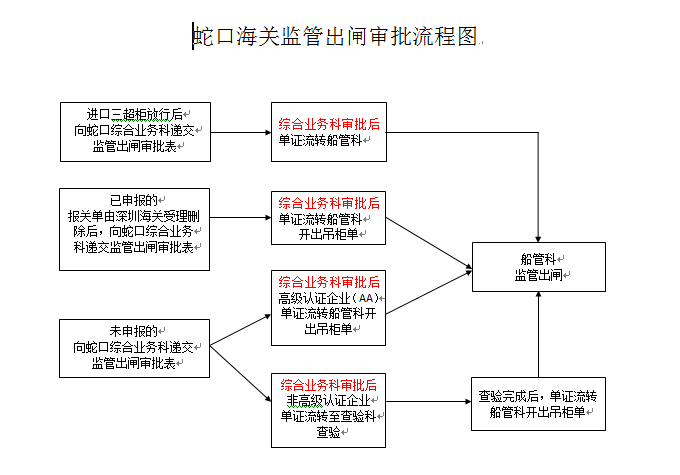 蛇口海关监管出闸审批流程图
进口三超柜放行后
向蛇口综合业务科递交
监管出闸审批表
综合业务科审批后
单证流转船管科
已申报的
报关单由深圳海关受理删
除后，向蛇口综合业务
科递交监管出闸审批表
综合业务科审批后
单证流转船管科
开出吊柜单
船管科
监管出闸
综合业务科审批后
高级认证企业(AA)
单证流转船管科开
出吊柜单
未申报的
向蛇口综合业务科递交
监管出闸审批表
综合业务科审批后
非高级认证企业
单证流转至查验科
查验
查验完成后，单证流转
船管科开出吊柜单